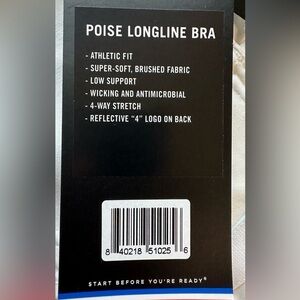 POISE LONGLINE BRA
- ATHLETIC FIT
- SUPER-SOFT, BRUSHED FABRIC
- LOW SUPPORT
- WICKING AND ANTIMICROBIAL
- 4-WAY STRETCH
- REFLECTIVE "4" LOGO ON BACK
8 40218 51025 6
START BEFORE YOU'RE READY®